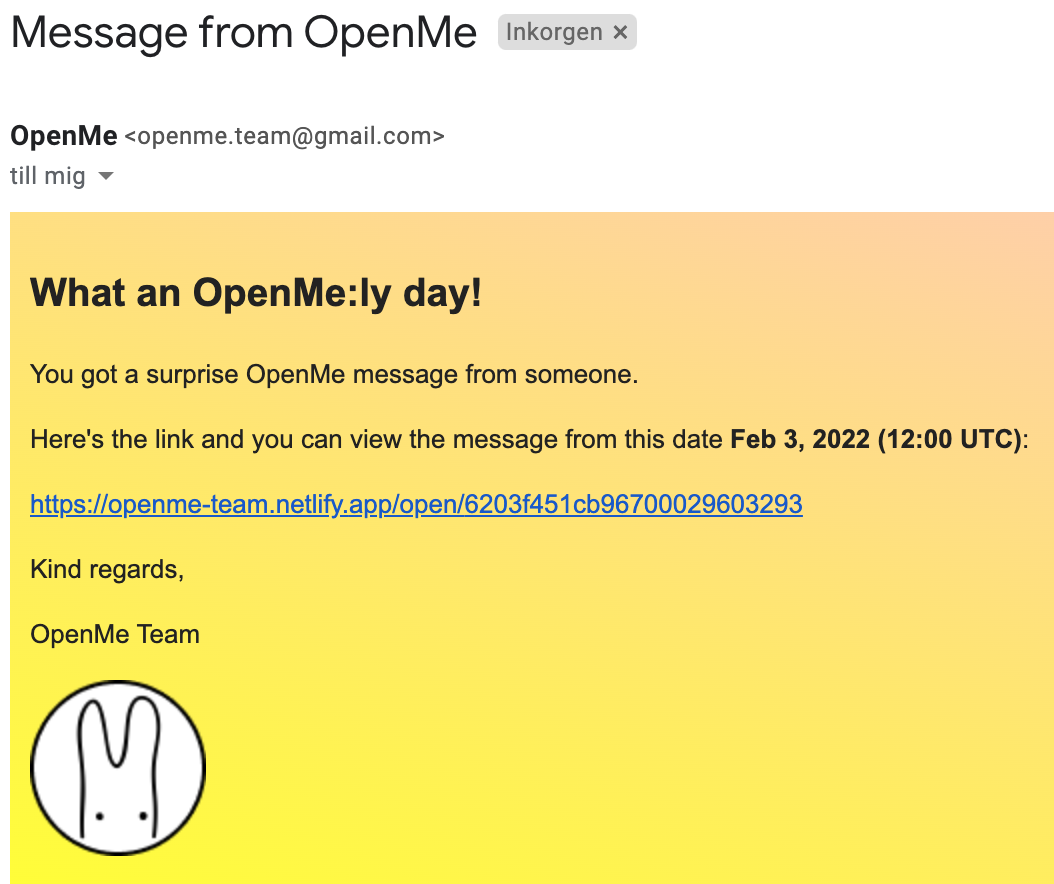 Message from OpenMe Inkorgen ×
OpenMe <openme.team@gmail.com>
till mig
What an OpenMe:ly day!
You got a surprise OpenMe message from someone.
Here's the link and you can view the message from this date Feb 3, 2022 (12:00 UTC):
https://openme-team.netlify.app/open/6203f451cb96700029603293
Kind regards,
OpenMe Team